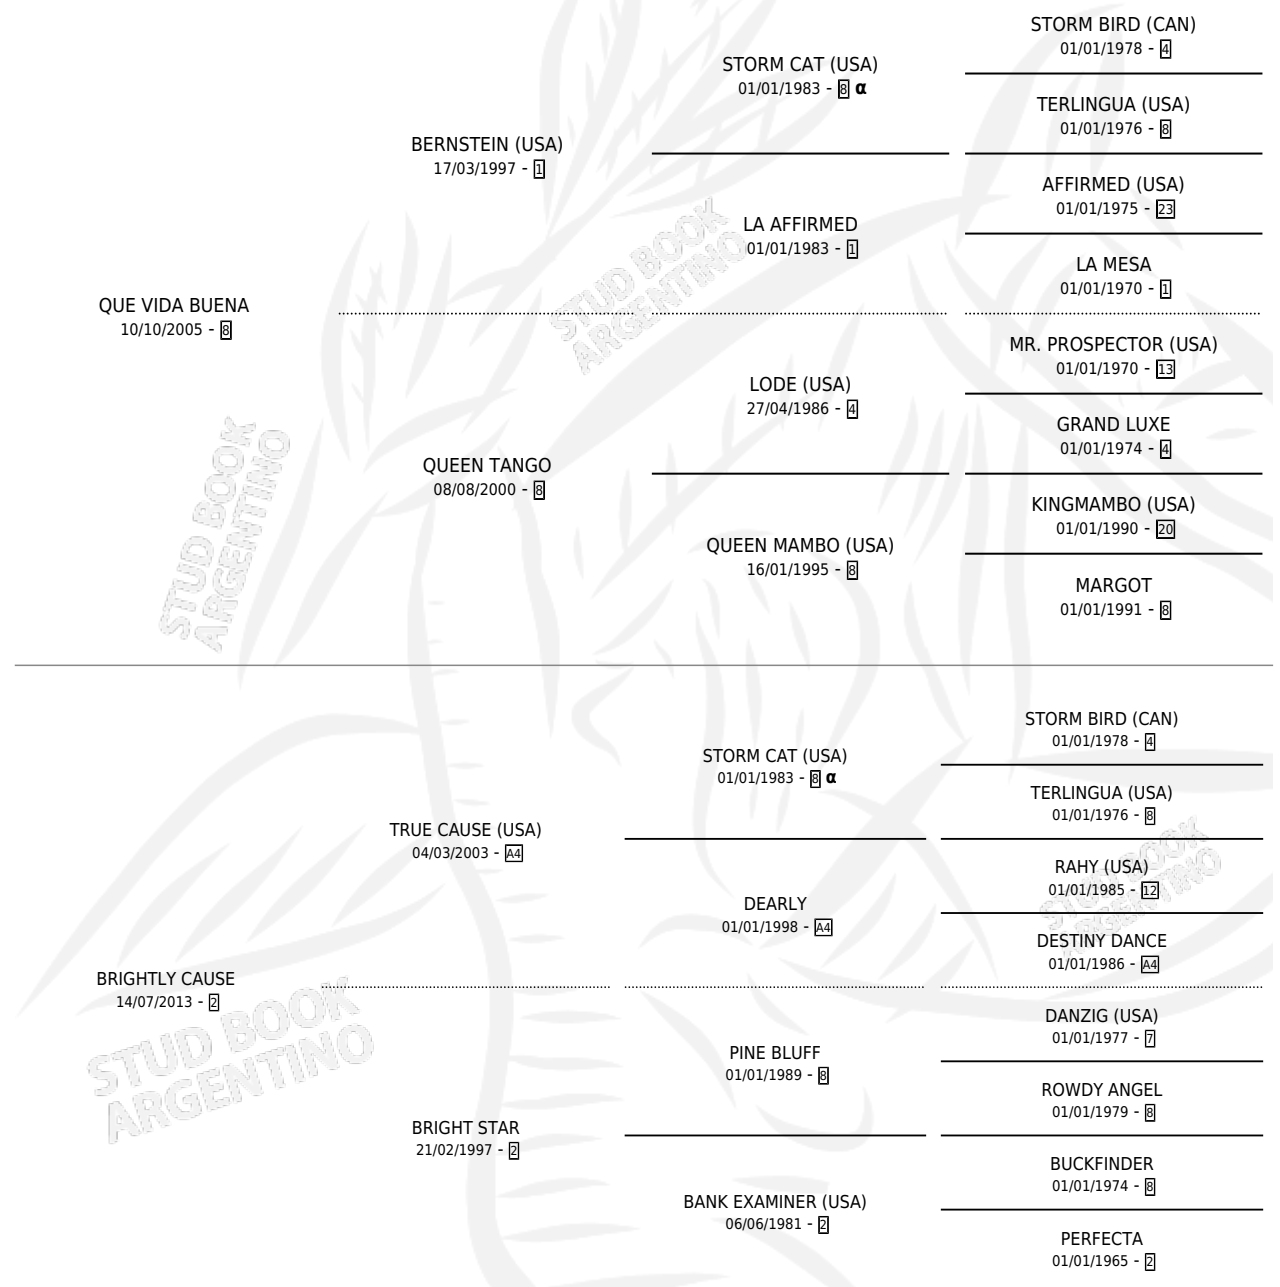 STORM BIRD (CAN)
01/01/1978 - 4
STORM CAT (USA)
01/01/1983 - 8 α
TERLINGUA (USA)
01/01/1976 - 8
BERNSTEIN (USA)
17/03/1997 - 1
AFFIRMED (USA)
01/01/1975 - 23
LA AFFIRMED
01/01/1983 - 1
LA MESA
01/01/1970 - 1
QUE VIDA BUENA
10/10/2005 - 8
MR. PROSPECTOR (USA)
01/01/1970 - 13
LODE (USA)
27/04/1986 - 4
GRAND LUXE
01/01/1974 - 4
QUEEN TANGO
08/08/2000 - 8
KINGMAMBO (USA)
01/01/1990 - 20
QUEEN MAMBO (USA)
16/01/1995 - 8
MARGOT
01/01/1991 - 8
STORM BIRD (CAN)
01/01/1978 - 4
STORM CAT (USA)
01/01/1983 - 8 α
TERLINGUA (USA)
01/01/1976 - 8
TRUE CAUSE (USA)
04/03/2003 - A4
RAHY (USA)
01/01/1985 - 12
DEARLY
01/01/1998 - A4
DESTINY DANCE
01/01/1986 - A4
BRIGHTLY CAUSE
14/07/2013 - 2
DANZIG (USA)
01/01/1977 - 7
PINE BLUFF
01/01/1989 - 8
ROWDY ANGEL
01/01/1979 - 8
BRIGHT STAR
21/02/1997 - 2
BUCKFINDER
01/01/1974 - 8
BANK EXAMINER (USA)
06/06/1981 - 2
PERFECTA
01/01/1965 - 2
STUD BOOK
ARGENTINO
STUD BOOK
ARGENTINO
STUD BOOK
ARGENTINO
STUD BOOK
ARGENTINO